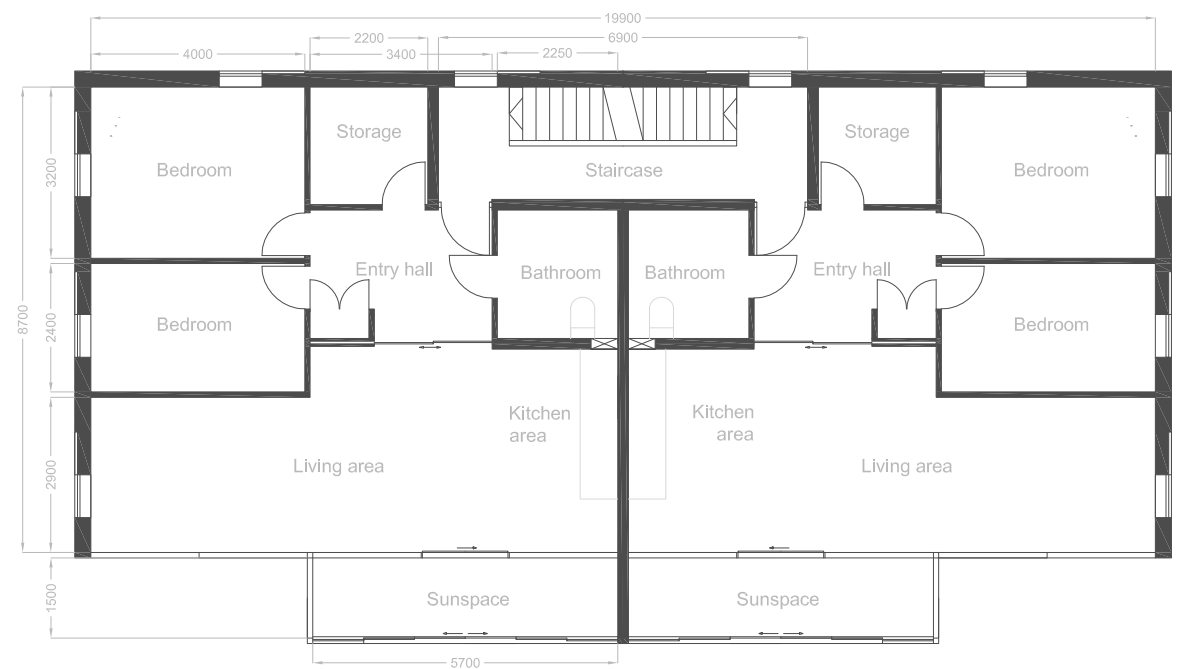 19900
2200
6900
4000
3400
2250
Storage
Storage
Bedroom
Staircase
Bedroom
3200
Entry hall
Bathroom
Bathroom
Entry hall
8700
2400
Bedroom
Bedroom
Kitchen
area
Kitchen
area
Living area
Living area
2900
1500
Sunspace
Sunspace
5700